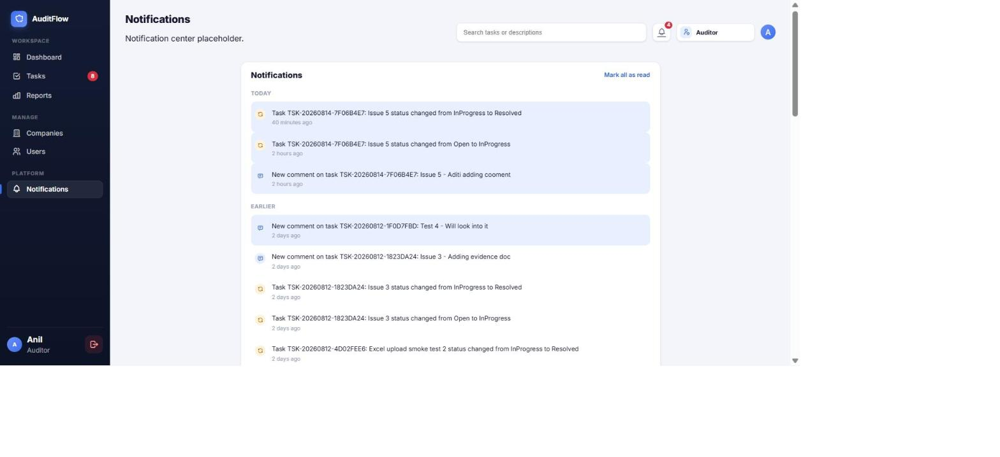 AuditFlow
WORKSPACE
Dashboard
Tasks
8
Reports
MANAGE
Companies
Users
PLATFORM
Notifications
A
Anil
Auditor
Notifications
Notification center placeholder.
Search tasks or descriptions
4
Auditor
A
Notifications
Mark all as read
TODAY
Task TSK-20260814-7F06B4E7: Issue 5 status changed from InProgress to Resolved
40 minutes ago
Task TSK-20260814-7F06B4E7: Issue 5 status changed from Open to InProgress
2 hours ago
New comment on task TSK-20260814-7F06B4E7: Issue 5 - Aditi adding cooment
2 hours ago
EARLIER
New comment on task TSK-20260812-1F0D7FBD: Test 4 - Will look into it
2 days ago
New comment on task TSK-20260812-1823DA24: Issue 3 - Adding evidence doc
2 days ago
Task TSK-20260812-1823DA24: Issue 3 status changed from InProgress to Resolved
2 days ago
Task TSK-20260812-1823DA24: Issue 3 status changed from Open to InProgress
2 days ago
Task TSK-20260812-4D02FEE6: Excel upload smoke test 2 status changed from InProgress to Resolved
2 days ago